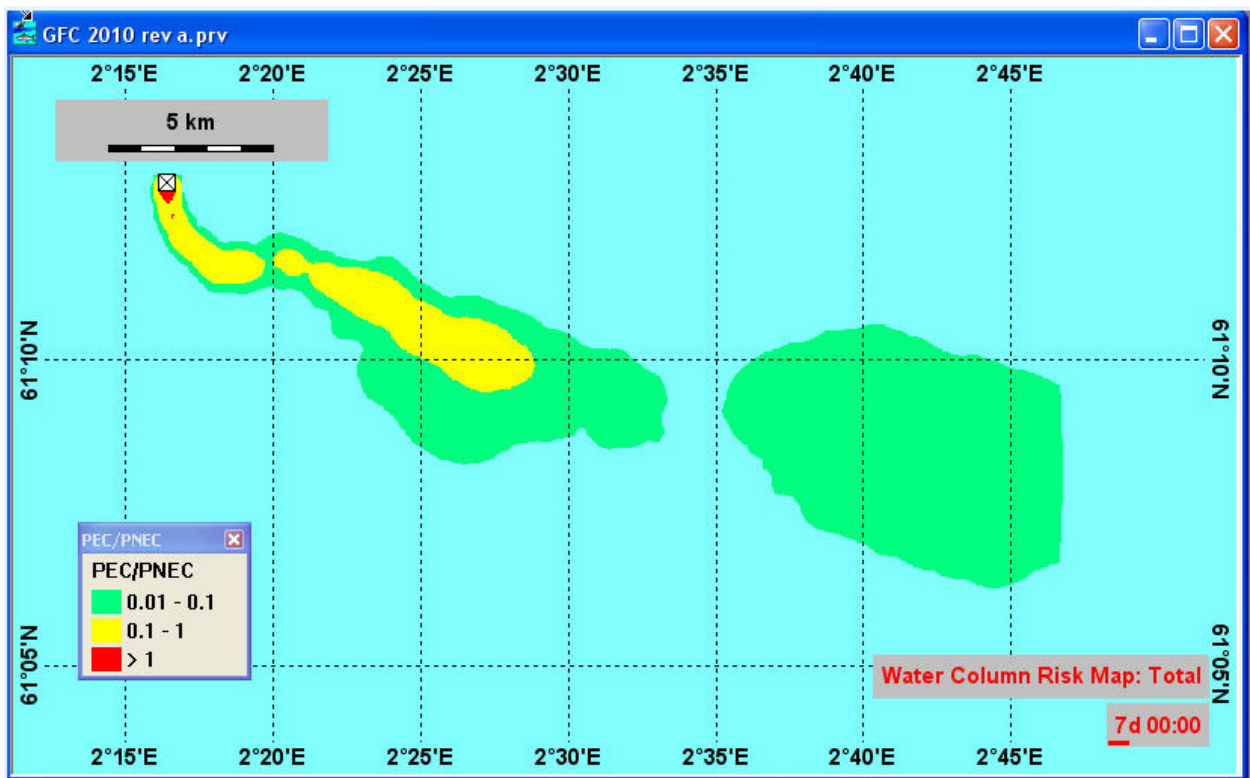 GFC 2010 rev a.prv
2°15'E 2°20'E 2°25'E 2°30'E 2°35'E 2°40'E 2°45'E
5 km
61°10'N 61°10'N
PEC/PNEC
PEC/PNEC
0.01 - 0.1
0.1 - 1
> 1
61°05'N 61°05'N
Water Column Risk Map: Total
7d 00:00
2°15'E 2°20'E 2°25'E 2°30'E 2°35'E 2°40'E 2°45'E